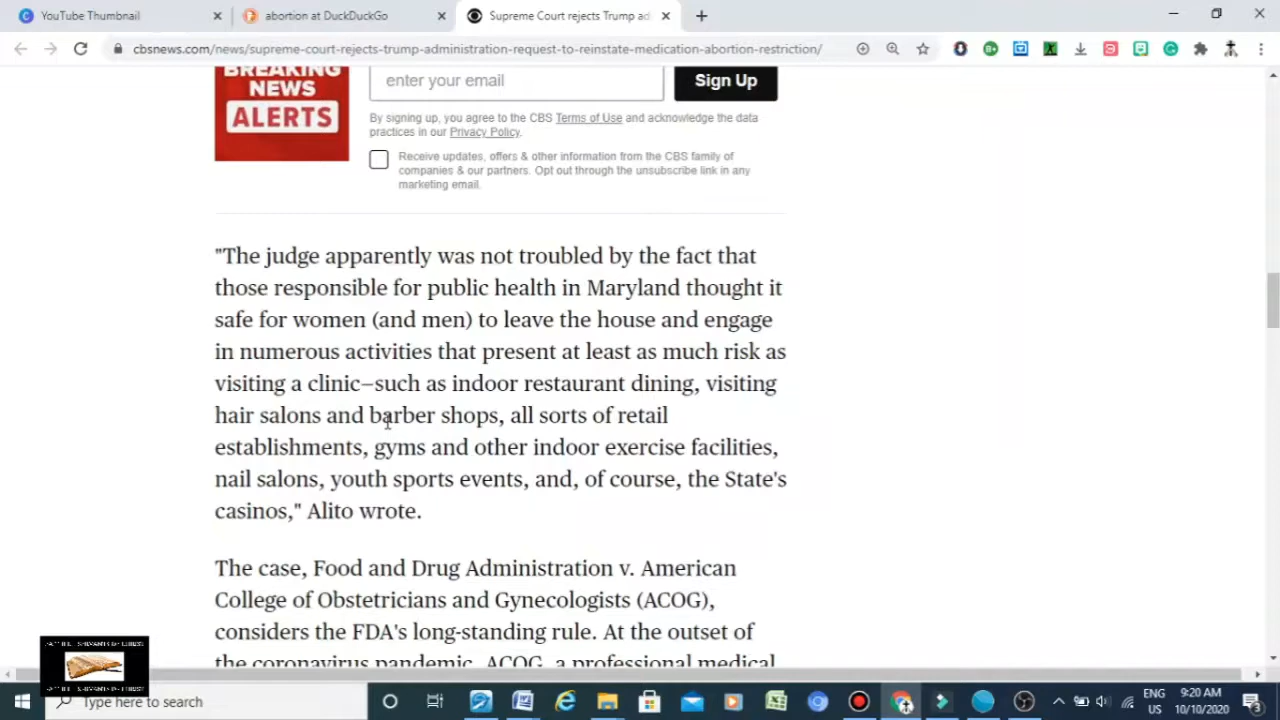 YouTube Thumbnail
abortion at DuckDuckGo
Supreme Court rejects Trump ad
cbsnews.com/news/supreme-court-rejects-trump-administration-request-to-reinstate-medication-abortion-restriction/
BREAKING
NEWS
ALERTS
enter your email
Sign Up
By signing up, you agree to the CBS Terms of Use and acknowledge the data
practices in our Privacy Policy.
Receive updates, offers & other information from the CBS family of
companies & our partners. Opt out through the unsubscribe link in any
marketing email.
"The judge apparently was not troubled by the fact that
those responsible for public health in Maryland thought it
safe for women (and men) to leave the house and engage
in numerous activities that present at least as much risk as
visiting a clinic—such as indoor restaurant dining, visiting
hair salons and barber shops, all sorts of retail
establishments, gyms and other indoor exercise facilities,
nail salons, youth sports events, and, of course, the State's
casinos," Alito wrote.
The case, Food and Drug Administration v. American
College of Obstetricians and Gynecologists (ACOG),
considers the FDA's long-standing rule. At the outset of
the coronavirus pandemic, ACOG, a professional medical
Type here to search
ENG
US
9:20 AM
10/10/2020
3